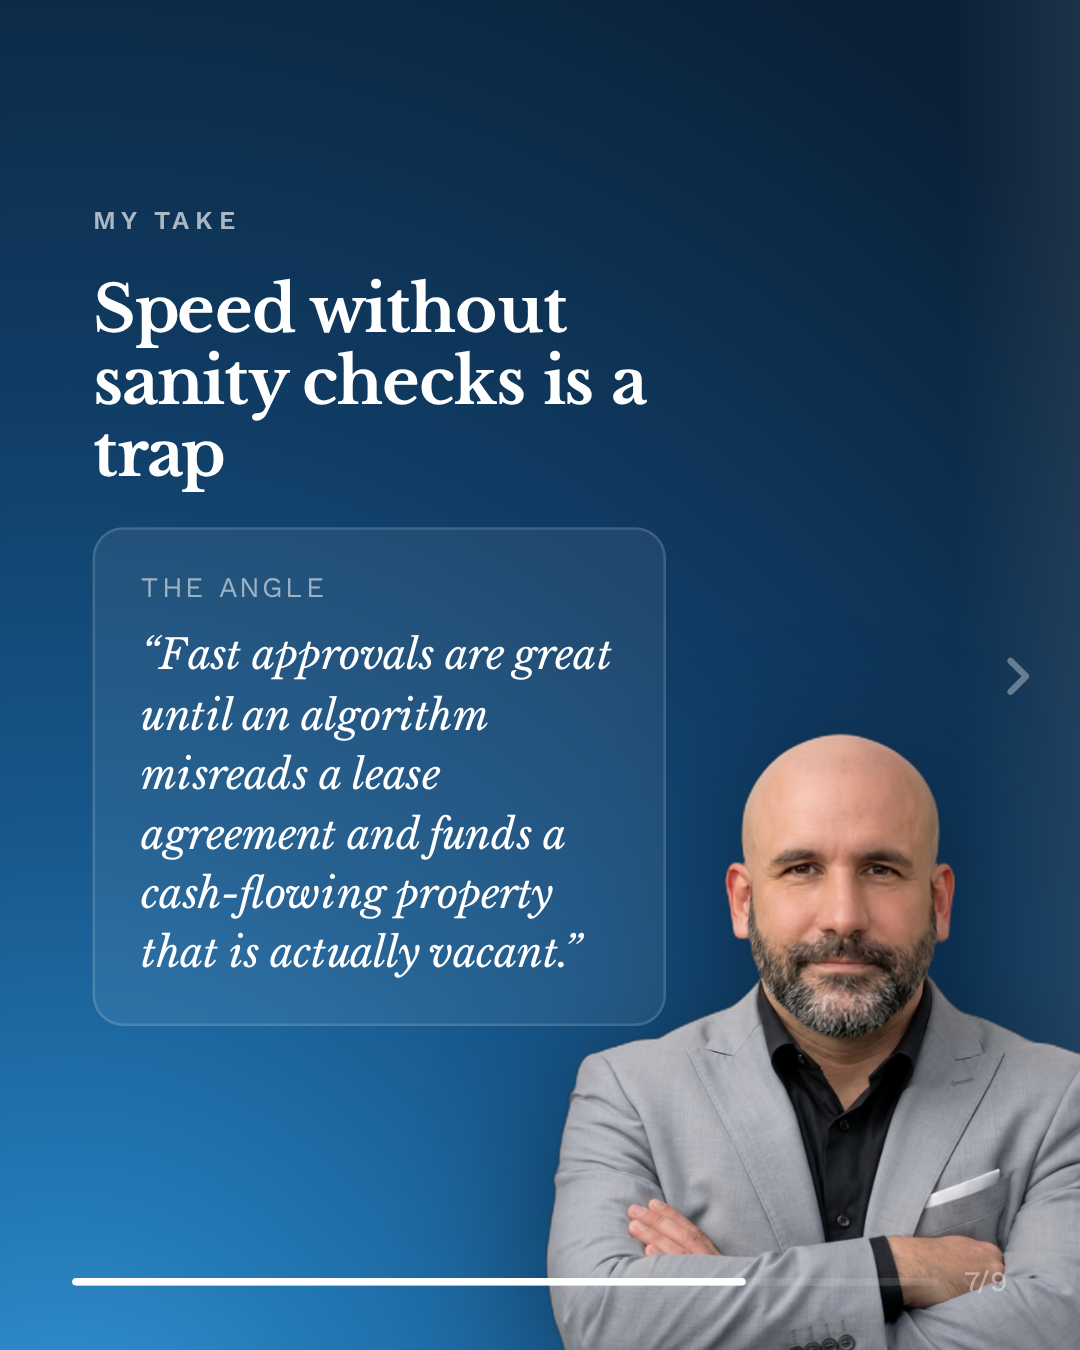 MY TAKE
Speed without
sanity checks is a
trap
THE ANGLE
“Fast approvals are great
until an algorithm
misreads a lease
agreement and funds a
cash-flowing property
that is actually vacant.”
7/9